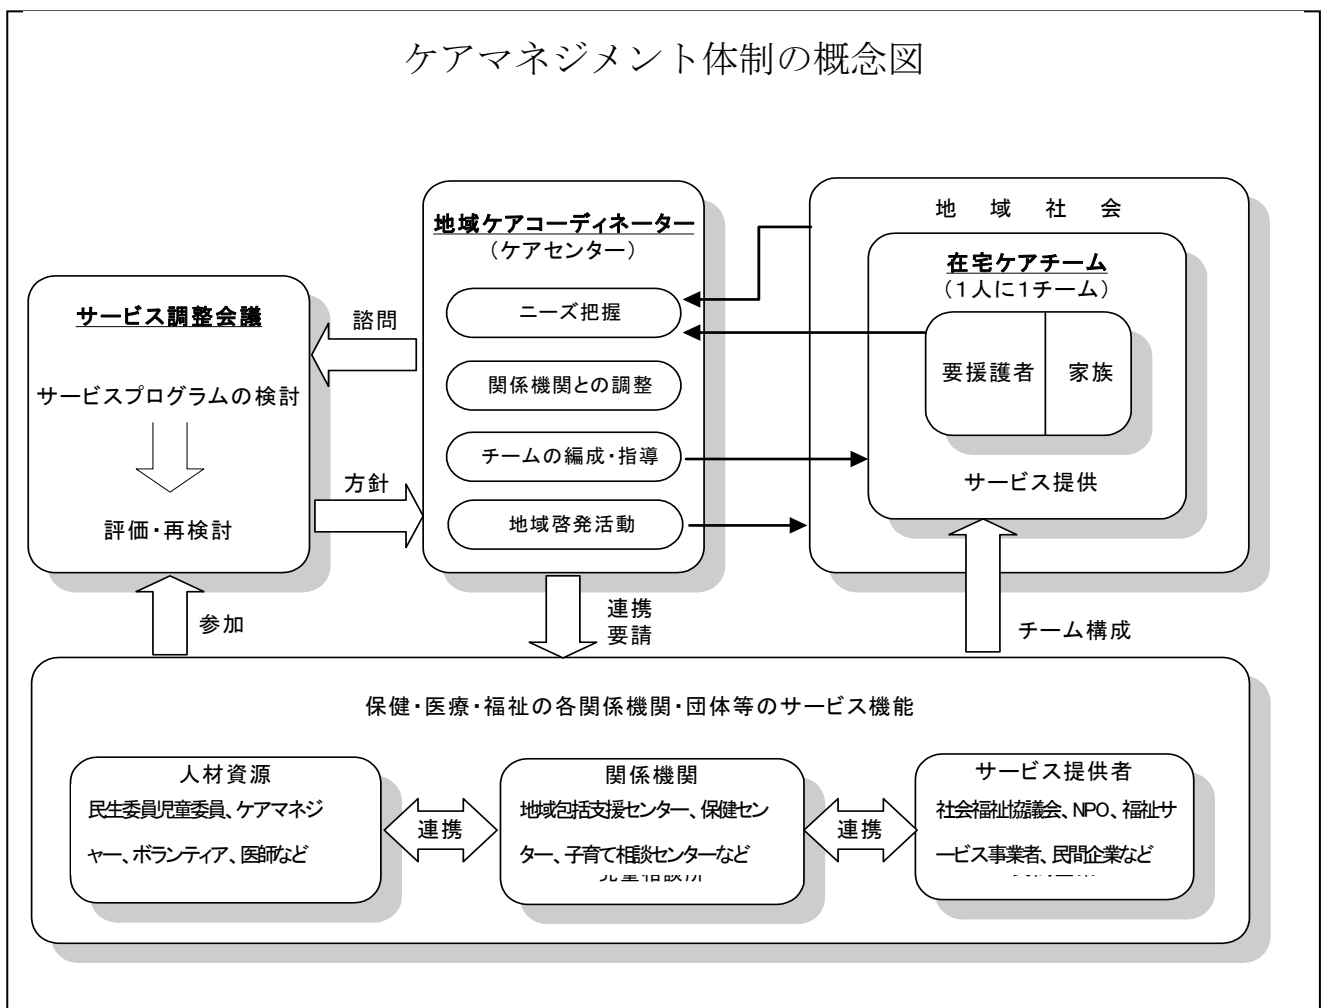 ケアマネジメント体制の概念図
地域ケアコーディネーター
（ケアセンター）
ニーズ把握
関係機関との調整
チームの編成・指導
地域啓発活動
地　域　社　会
在宅ケアチーム
（１人に１チーム）
要援護者
家族
サービス提供
サービス調整会議
サービスプログラムの検討
評価・再検討
諮問
方針
参加
連携
要請
チーム構成
保健・医療・福祉の各関係機関・団体等のサービス機能
人材資源
民生委員児童委員、ケアマネジ
ャー、ボランティア、医師など
連携
関係機関
地域包括支援センター、保健セン
ター、子育て相談センターなど
連携
サービス提供者
社会福祉協議会、NPO、福祉サ
ービス事業者、民間企業など